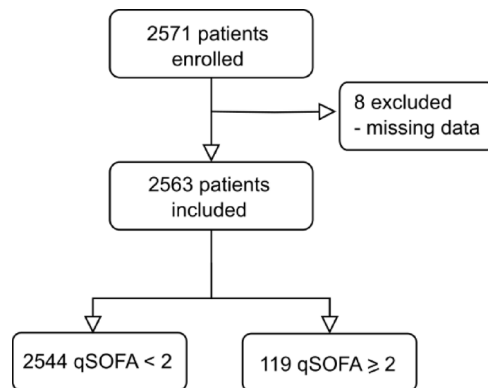 2571 patients
enrolled
8 excluded
- missing data
2563 patients
included
2544 qSOFA < 2
119 qSOFA ⩾ 2